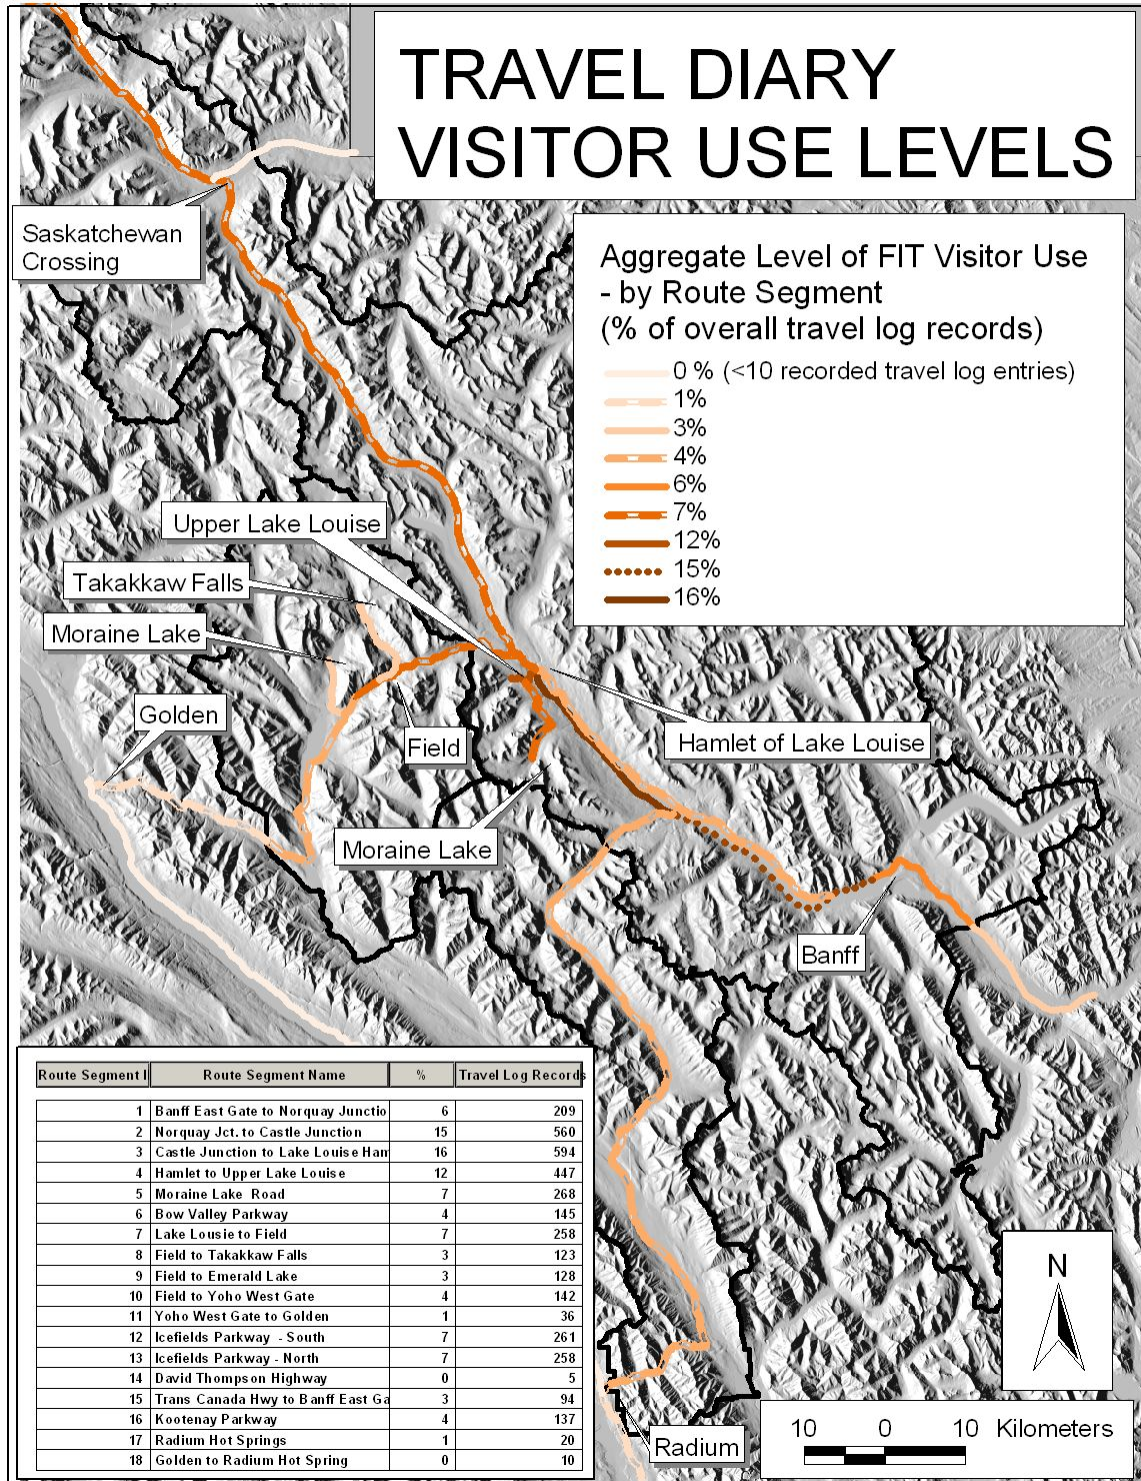 TRAVEL DIARY
VISITOR USE LEVELS
Saskatchewan
Crossing
Aggregate Level of FIT Visitor Use
- by Route Segment
(% of overall travel log records)
0 % (<10 recorded travel log entries)
1%
3%
4%
6%
7%
12%
15%
16%
Upper Lake Louise
Takakkaw Falls
Moraine Lake
Golden
Field
Hamlet of Lake Louise
Moraine Lake
Banff
Route Segment I Route Segment Name % Travel Log Records
1 Banff East Gate to Norquay Junctio 6 209
2 Norquay Jct. to Castle Junction 15 560
3 Castle Junction to Lake Louise Ham 16 594
4 Hamlet to Upper Lake Louise 12 447
5 Moraine Lake Road 7 268
6 Bow Valley Parkway 4 145
7 Lake Lousie to Field 7 258
8 Field to Takakkaw Falls 3 123
9 Field to Emerald Lake 3 128
10 Field to Yoho West Gate 4 142
11 Yoho West Gate to Golden 1 36
12 Icefields Parkway - South 7 261
13 Icefields Parkway - North 7 258
14 David Thompson Highway 0 5
15 Trans Canada Hwy to Banff East Ga 3 94
16 Kootenay Parkway 4 137
17 Radium Hot Springs 1 20
18 Golden to Radium Hot Spring 0 10
N
Radium
10 0 10 Kilometers